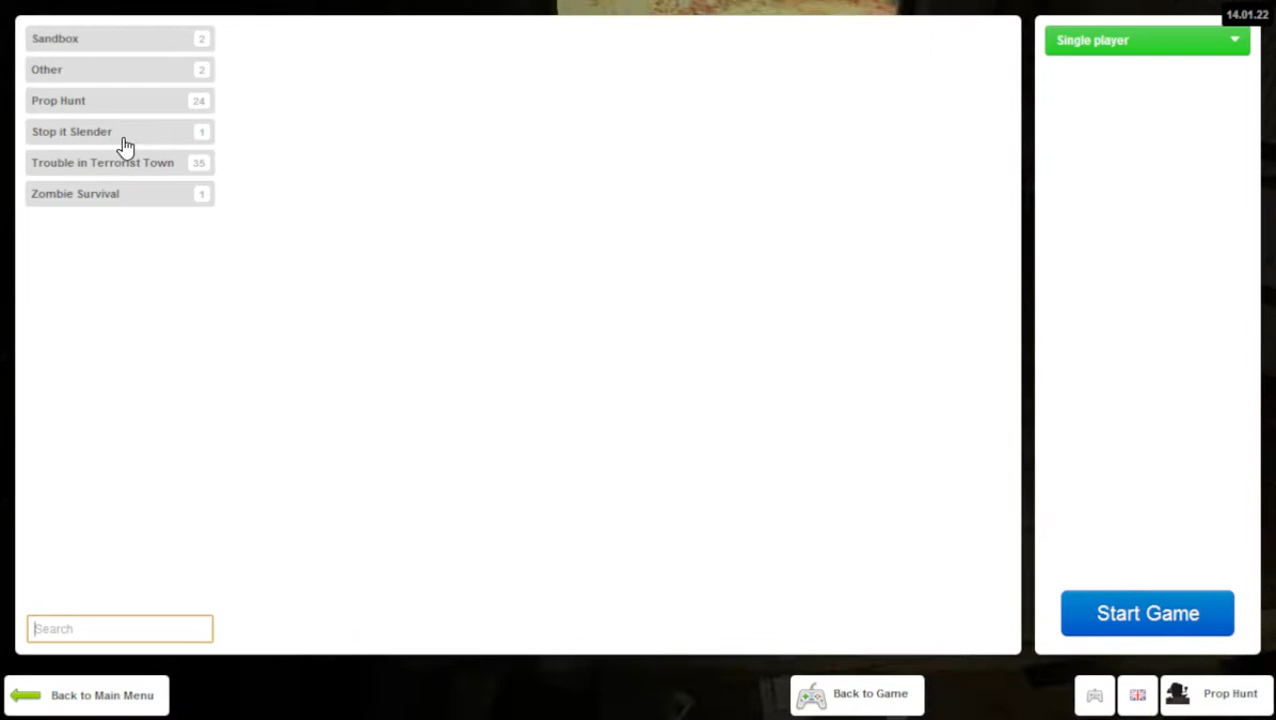 14.01.22
Sandbox 2
Single player
Other 2
Prop Hunt 24
Stop it Slender 1
Trouble in Terrorist Town 35
Zombie Survival 1
Start Game
Search
Back to Main Menu
Back to Game
Prop Hunt